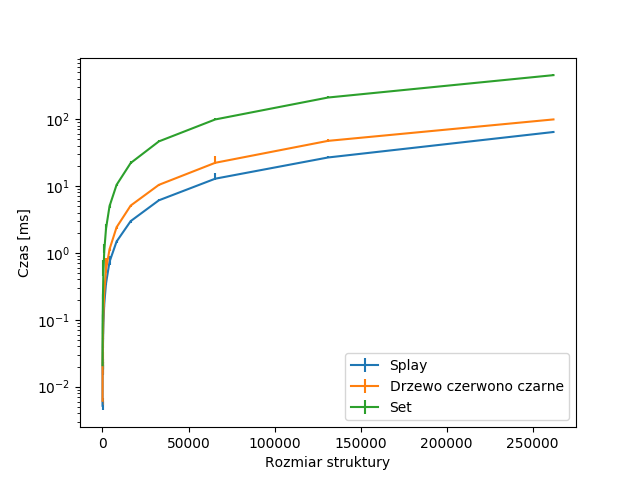 Czas [ms]
10²
10¹
10⁰
10⁻¹
10⁻²
Splay
Drzewo czerwono czarne
Set
0
50000
100000
150000
200000
250000
Rozmiar struktury